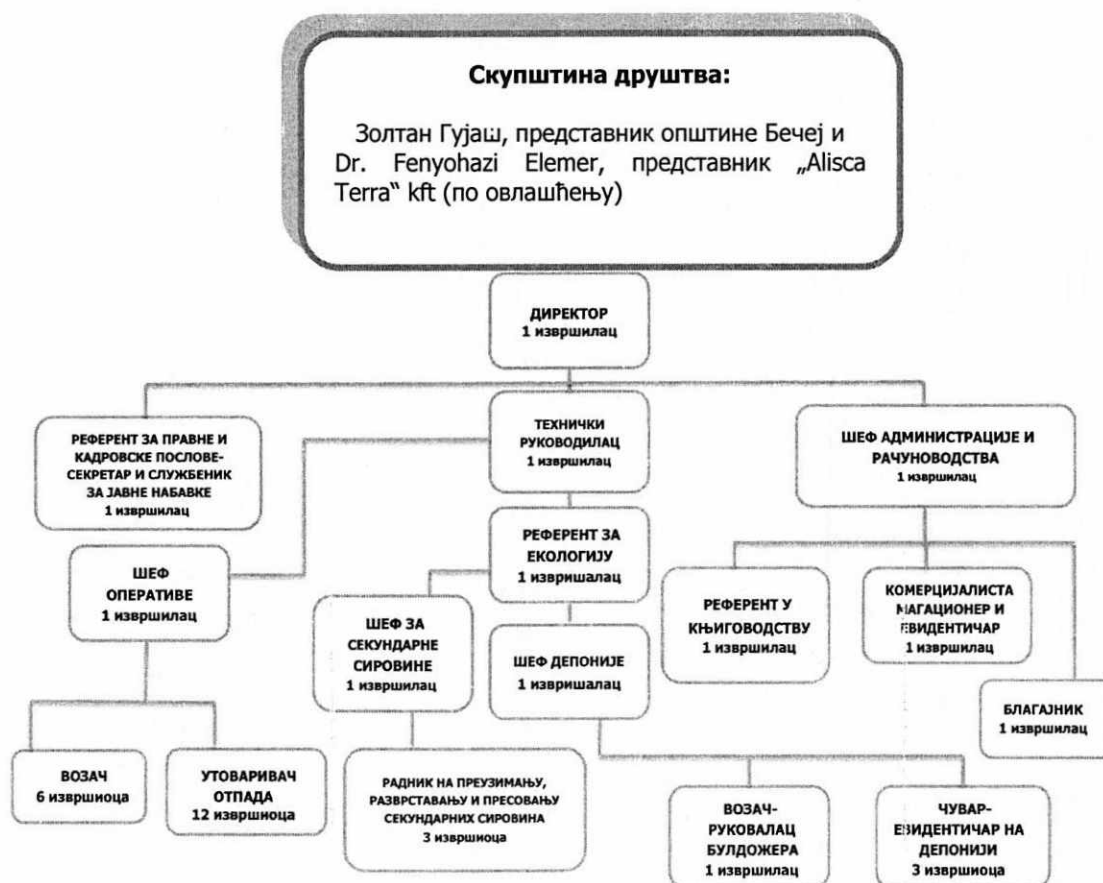 Скупштина друштва:
Золтан Гујаш, представник општине Бечеј и
Dr. Fenyohazi Elemer, представник „Alisca
Terra“ kft (по овлашћењу)
ДИРЕКТОР
1 извршилац
РЕФЕРЕНТ ЗА ПРАВНЕ И
КАДРОВСКЕ ПОСЛОВЕ-
СЕКРЕТАР И СЛУЖБЕНИК
ЗА ЈАВНЕ НАБАВКЕ
1 извршилац
ТЕХНИЧКИ
РУКОВОДИЛАЦ
1 извршилац
ШЕФ АДМИНИСТРАЦИЈЕ И
РАЧУНОВОДСТВА
1 извршилац
ШЕФ
ОПЕРАТИВЕ
1 извршилац
РЕФЕРЕНТ ЗА
ЕКОЛОГИЈУ
1 извришалац
ШЕФ ЗА
СЕКУНДАРНЕ
СИРОВИНЕ
1 извршилац
ШЕФ ДЕПОНИЈЕ
1 извришалац
РЕФЕРЕНТ У
КЊИГОВОДСТВУ
1 извршилац
КОМЕРЦИЈАЛИСТА
МАГАЦИОНЕР И
ЕВИДЕНТИЧАР
1 извршилац
БЛАГАЈНИК
1 извршилац
ВОЗАЧ
6 извршиоца
УТОВАРИВАЧ
ОТПАДА
12 извршиоца
РАДНИК НА ПРЕУЗИМАЊУ,
РАЗВРСТАВАЊУ И ПРЕСОВАЊУ
СЕКУНДАРНИХ СИРОВИНА
3 извршиоца
ВОЗАЧ-
РУКОВАЛАЦ
БУЛДОЖЕРА
1 извршилац
ЧУВАР-
ЕВИДЕНТИЧАР НА
ДЕПОНИЈИ
3 извршиоца